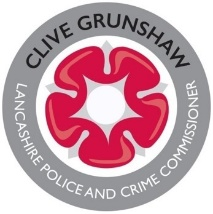 CLIVE GRUNSHAW
LANCASHIRE POLICE AND CRIME COMMISSIONER